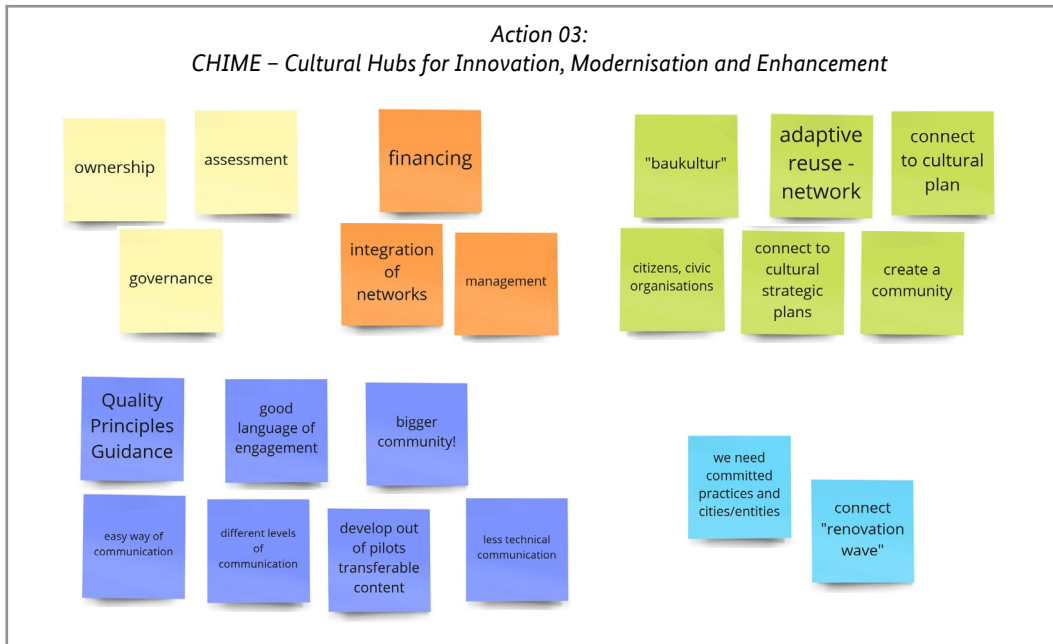 Action 03:
CHIME – Cultural Hubs for Innovation, Modernisation and Enhancement
ownership
assessment
governance
financing
integration
of
networks
management
"baukultur"
adaptive
reuse -
network
connect
to cultural
plan
citizens, civic
organisations
connect to
cultural
strategic
plans
create a
community
Quality
Principles
Guidance
good
language of
engagement
bigger
community!
easy way of
communication
different levels
of
communication
develop out
of pilots
transferable
content
less technical
communication
we need
committed
practices and
cities/entities
connect
"renovation
wave"